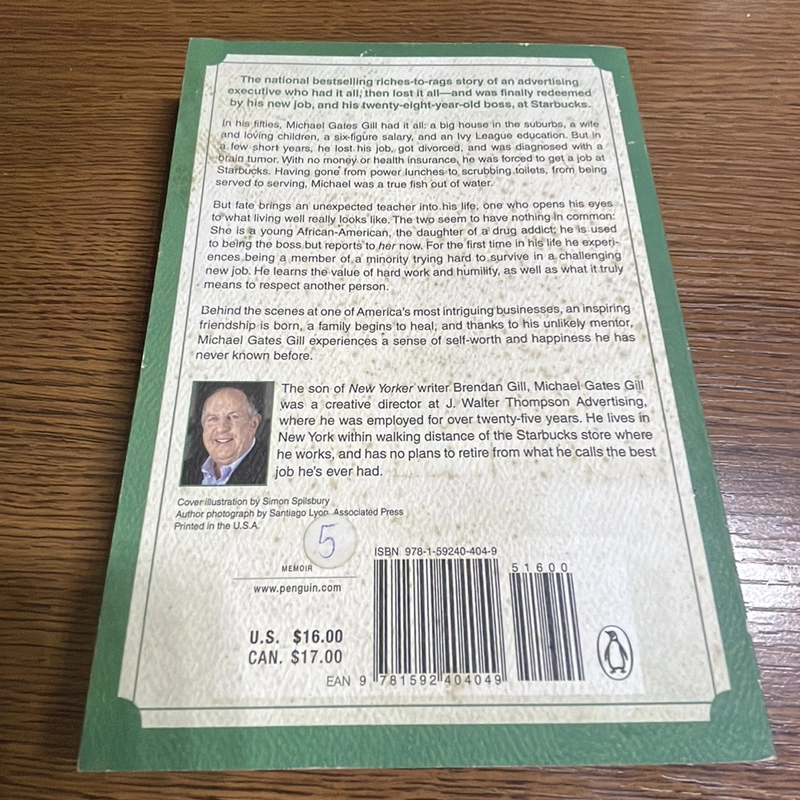 The national bestselling riches-to-rags story of an advertising
executive who had it all, then lost it all—and was finally redeemed
by his new job, and his twenty-eight-year-old boss, at Starbucks.
In his fifties, Michael Gates Gill had it all: a big house in the suburbs, a wife
and loving children, a six-figure salary, and an Ivy League education. But in
a few short years, he lost his job, got divorced, and was diagnosed with a
brain tumor. With no money or health insurance, he was forced to get a job at
Starbucks. Having gone from power lunches to scrubbing toilets, from being
served to serving, Michael was a true fish out of water.
But fate brings an unexpected teacher into his life, one who opens his eyes
to what living well really looks like. The two seem to have nothing in common:
She is a young African-American, the daughter of a drug addict; he is used
to being the boss but reports to her now. For the first time in his life he experi-
ences being a member of a minority trying hard to survive in a challenging
new job. He learns the value of hard work and humility, as well as what it truly
means to respect another person.
Behind the scenes at one of America's most intriguing businesses, an inspiring
friendship is born, a family begins to heal, and thanks to his unlikely mentor,
Michael Gates Gill experiences a sense of self-worth and happiness he has
never known before.
The son of New Yorker writer Brendan Gill, Michael Gates Gill
was a creative director at J. Walter Thompson Advertising,
where he was employed for over twenty-five years. He lives in
New York within walking distance of the Starbucks store where
he works, and has no plans to retire from what he calls the best
job he's ever had.
Cover illustration by Simon Spilsbury
Author photograph by Santiago Lyon, Associated Press
Printed in the U.S.A.
5
MEMOIR
www.penguin.com
U.S. $16.00
CAN. $17.00
ISBN 978-1-59240-404-9
51600
EAN 9 781592 404049